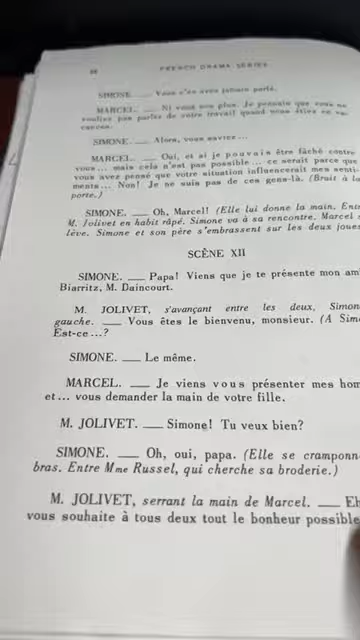 FRENCH DRAMA SERIES
SIMONE. — Vous n'en avez jamais parlé.
MARCEL. — Ni vous non plus. Je pensais que vous ne
vouliez pas parler de votre travail quand vous étiez en va-
cances.
SIMONE. — Alors, vous saviez...
MARCEL. — Oui, et si je pouvais être fâché contre
vous... mais cela n'est pas possible... ce serait parce que
vous avez pensé que votre situation influencerait mes senti-
ments... Non! Je ne suis pas de ces gens-là. (Bruit à la
porte.)
SIMONE. — Oh, Marcel! (Elle lui donne la main. Entre
M. Jolivet en habit râpé. Simone va à sa rencontre. Marcel s
lève. Simone et son père s'embrassent sur les deux joues
SCÈNE XII
SIMONE. — Papa! Viens que je te présente mon am
Biarritz, M. Daincourt.
M. JOLIVET, s'avançant entre les deux, Simon
gauche. — Vous êtes le bienvenu, monsieur. (A Sim
Est-ce...?
SIMONE. — Le même.
MARCEL. — Je viens vous présenter mes hom
et... vous demander la main de votre fille.
M. JOLIVET. — Simone! Tu veux bien?
SIMONE. — Oh, oui, papa. (Elle se cramponn
bras. Entre Mme Russel, qui cherche sa broderie.)
M. JOLIVET, serrant la main de Marcel. — Eh
vous souhaite à tous deux tout le bonheur possible